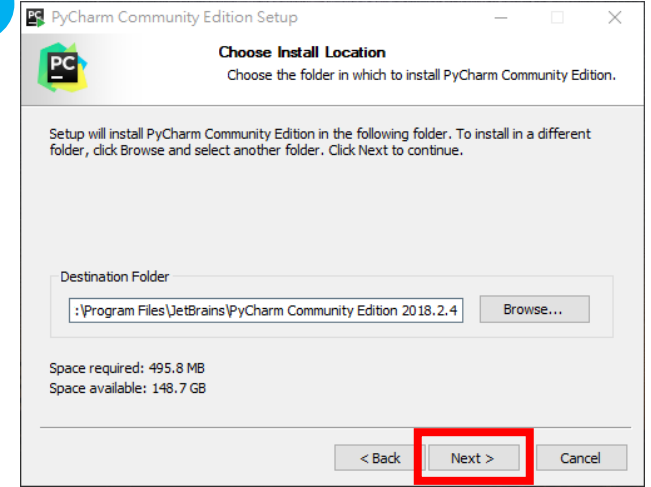 PyCharm Community Edition Setup
PC
Choose Install Location
Choose the folder in which to install PyCharm Community Edition.
Setup will install PyCharm Community Edition in the following folder. To install in a different
folder, click Browse and select another folder. Click Next to continue.
Destination Folder
:\Program Files\JetBrains\PyCharm Community Edition 2018.2.4
Browse...
Space required: 495.8 MB
Space available: 148.7 GB
< Back
Next >
Cancel